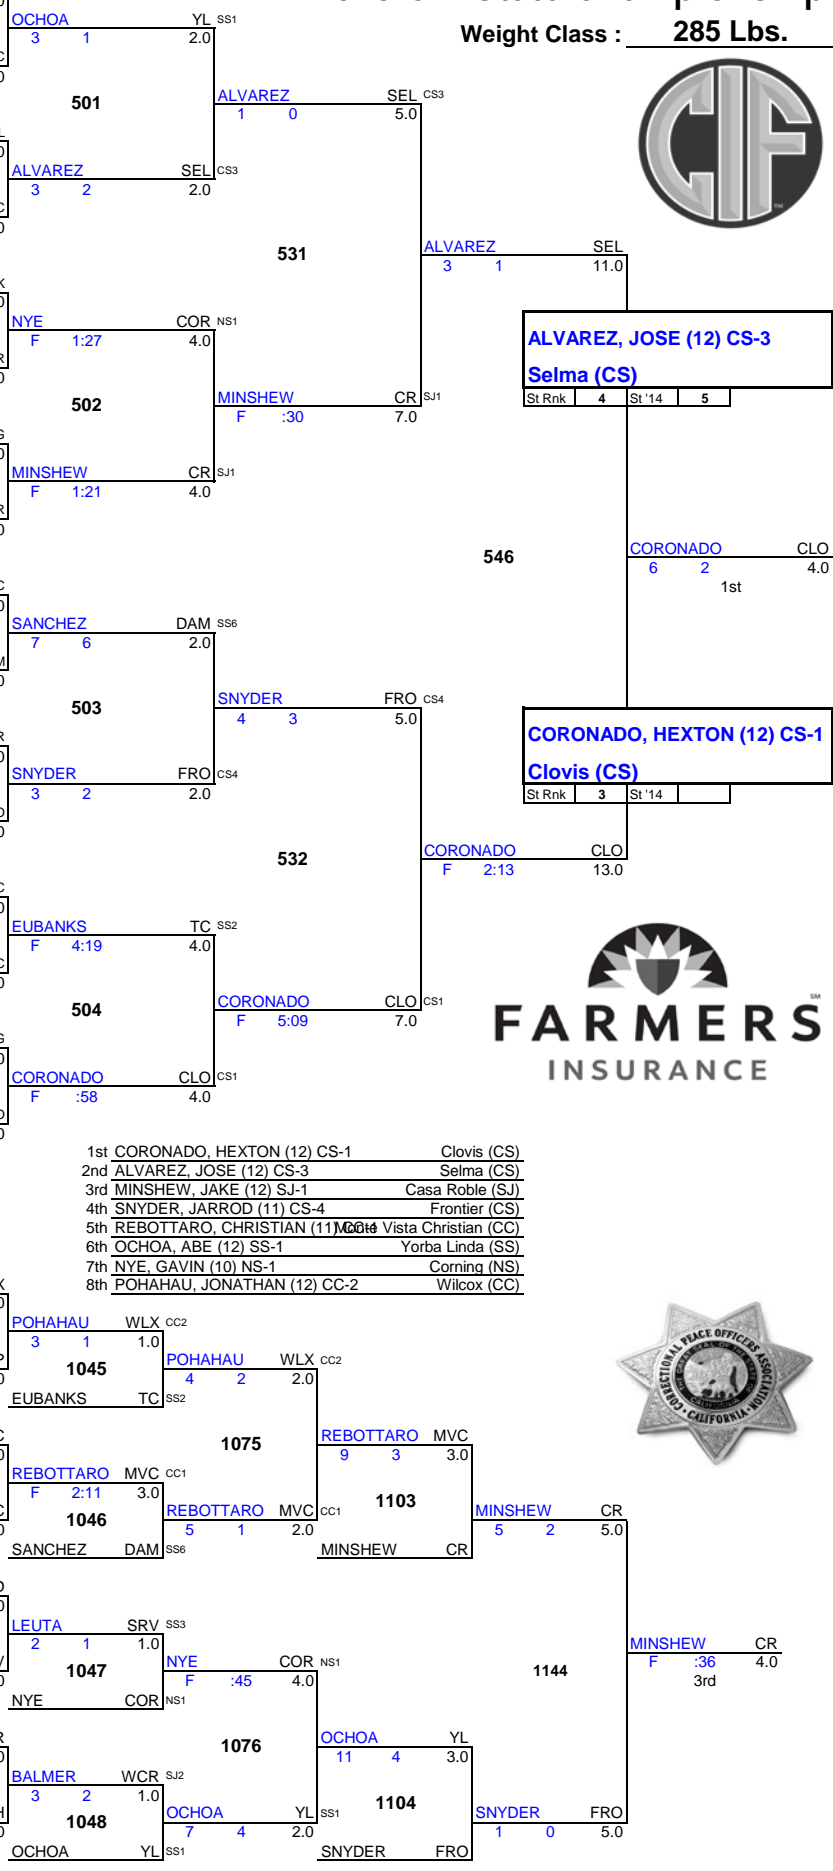 Weight Class : 285 Lbs.
OCHOA YL SS1
3 1 2.0
501
ALVAREZ SEL CS3
1 0 5.0
ALVAREZ SEL CS3
3 2 2.0
531
ALVAREZ SEL
3 1 11.0
NYE COR NS1
F 1:27 4.0
ALVAREZ, JOSE (12) CS-3
Selma (CS)
St Rnk 4 St '14 5
502
MINSHEW CR SJ1
F :30 7.0
MINSHEW CR SJ1
F 1:21 4.0
546
CORONADO CLO
6 2 4.0
1st
SANCHEZ DAM SS6
7 6 2.0
503
SNYDER FRO CS4
4 3 5.0
CORONADO, HEXTON (12) CS-1
Clovis (CS)
St Rnk 3 St '14
SNYDER FRO CS4
3 2 2.0
532
CORONADO CLO
F 2:13 13.0
EUBANKS TC SS2
F 4:19 4.0
504
CORONADO CLO CS1
F 5:09 7.0
CORONADO CLO CS1
F :58 4.0
CIF
TM
FARMERS SM
INSURANCE
1st CORONADO, HEXTON (12) CS-1 Clovis (CS)
2nd ALVAREZ, JOSE (12) CS-3 Selma (CS)
3rd MINSHEW, JAKE (12) SJ-1 Casa Roble (SJ)
4th SNYDER, JARROD (11) CS-4 Frontier (CS)
5th REBOTTARO, CHRISTIAN (11) CC-1 Monte Vista Christian (CC)
6th OCHOA, ABE (12) SS-1 Yorba Linda (SS)
7th NYE, GAVIN (10) NS-1 Corning (NS)
8th POHAHAU, JONATHAN (12) CC-2 Wilcox (CC)
POHAHAU WLX CC2
3 1 1.0
1045
POHAHAU WLX CC2
4 2 2.0
EUBANKS TC SS2
1075
REBOTTARO MVC
9 3 3.0
REBOTTARO MVC CC1
F 2:11 3.0
1046
REBOTTARO MVC CC1
5 1 2.0
1103
MINSHEW CR
5 2 5.0
SANCHEZ DAM SS6
MINSHEW CR
LEUTA SRV SS3
2 1 1.0
1047
NYE COR NS1
F :45 4.0
NYE COR NS1
1144
MINSHEW CR
F :36 4.0
3rd
1076
OCHOA YL
11 4 3.0
BALMER WCR SJ2
3 2 1.0
1048
OCHOA YL SS1
7 4 2.0
1104
SNYDER FRO
1 0 5.0
OCHOA YL SS1
SNYDER FRO
CORRECTIONAL PEACE OFFICERS ASSOCIATION
CALIFORNIA